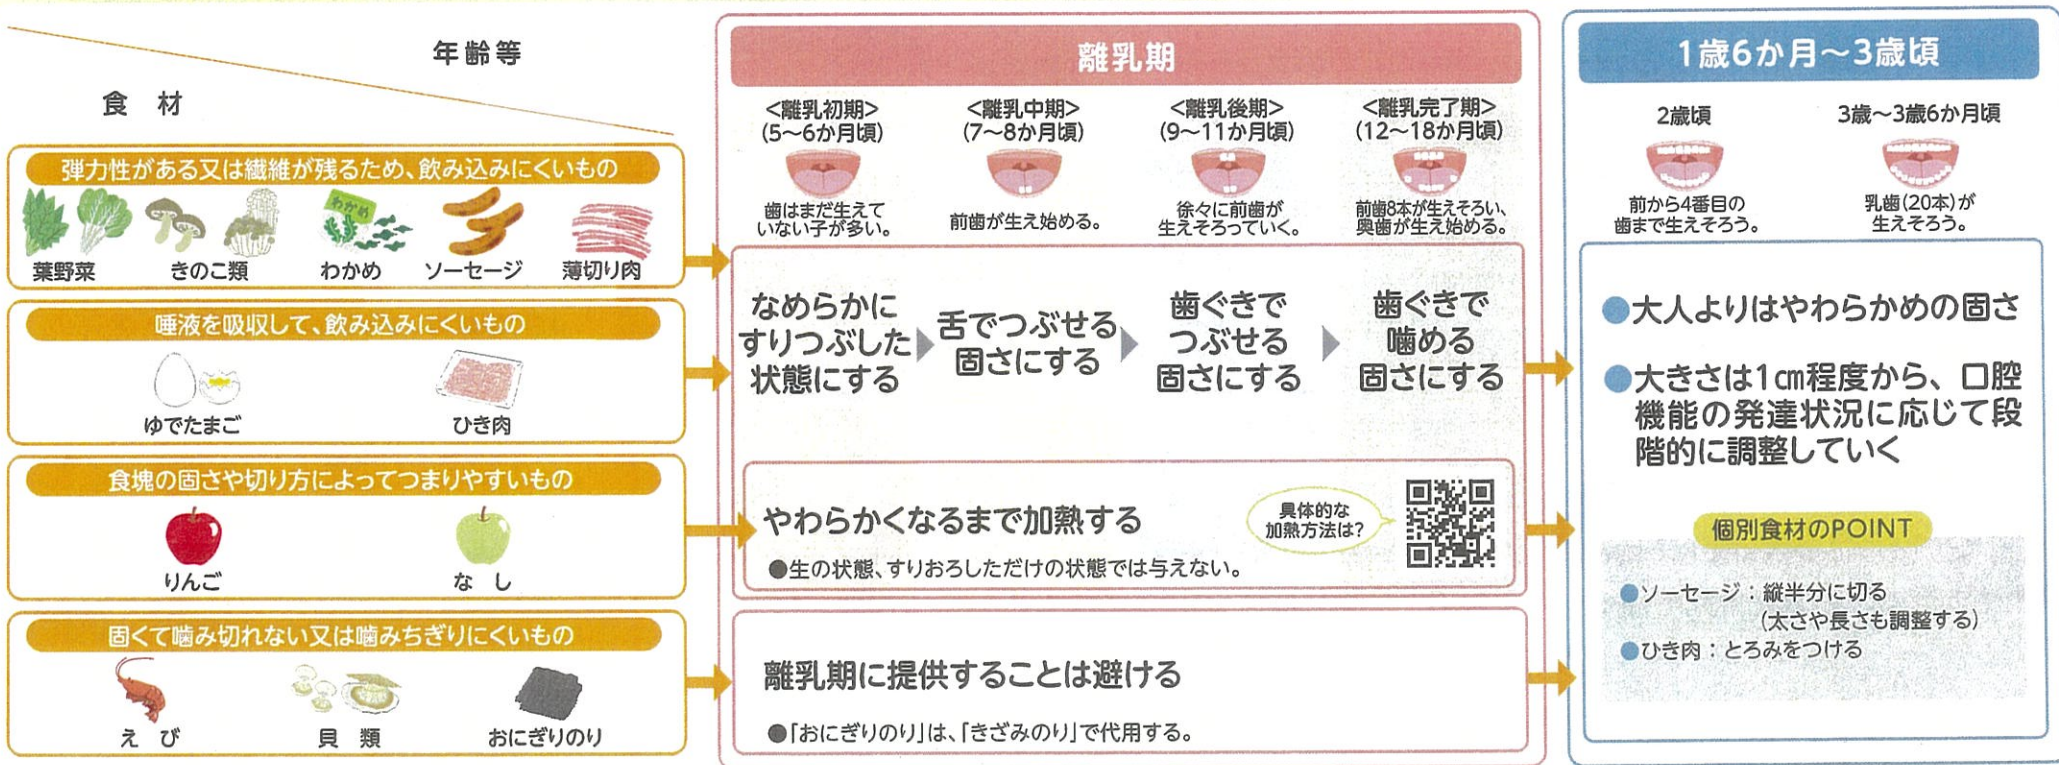 年齢等
食　材
離乳期
1歳6か月～3歳頃
<離乳初期>
(5～6か月頃)
歯はまだ生えて
いない子が多い。
<離乳中期>
(7～8か月頃)
前歯が生え始める。
<離乳後期>
(9～11か月頃)
徐々に前歯が
生えそろっていく。
<離乳完了期>
(12～18か月頃)
前歯8本が生えそろい、
奥歯が生え始める。
2歳頃
前から4番目の
歯まで生えそろう。
3歳～3歳6か月頃
乳歯(20本)が
生えそろう。
弾力性がある又は繊維が残るため、飲み込みにくいもの
わかめ
葉野菜
きのこ類
わかめ
ソーセージ
薄切り肉
唾液を吸収して、飲み込みにくいもの
ゆでたまご
ひき肉
なめらかに
すりつぶした
状態にする
舌でつぶせる
固さにする
歯ぐきで
つぶせる
固さにする
歯ぐきで
噛める
固さにする
食塊の固さや切り方によってつまりやすいもの
りんご
な　し
やわらかくなるまで加熱する
●生の状態、すりおろしただけの状態では与えない。
具体的な
加熱方法は?
固くて噛み切れない又は噛みちぎりにくいもの
え　び
貝　類
おにぎりのり
離乳期に提供することは避ける
●「おにぎりのり」は、「きざみのり」で代用する。
●大人よりはやわらかめの固さ
●大きさは1㎝程度から、口腔
機能の発達状況に応じて段
階的に調整していく
個別食材のPOINT
●ソーセージ：縦半分に切る
(太さや長さも調整する)
●ひき肉：とろみをつける